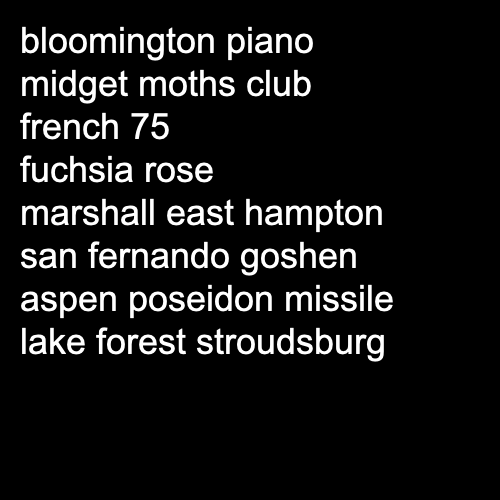 bloomington piano
midget moths club
french 75
fuchsia rose
marshall east hampton
san fernando goshen
aspen poseidon missile
lake forest stroudsburg